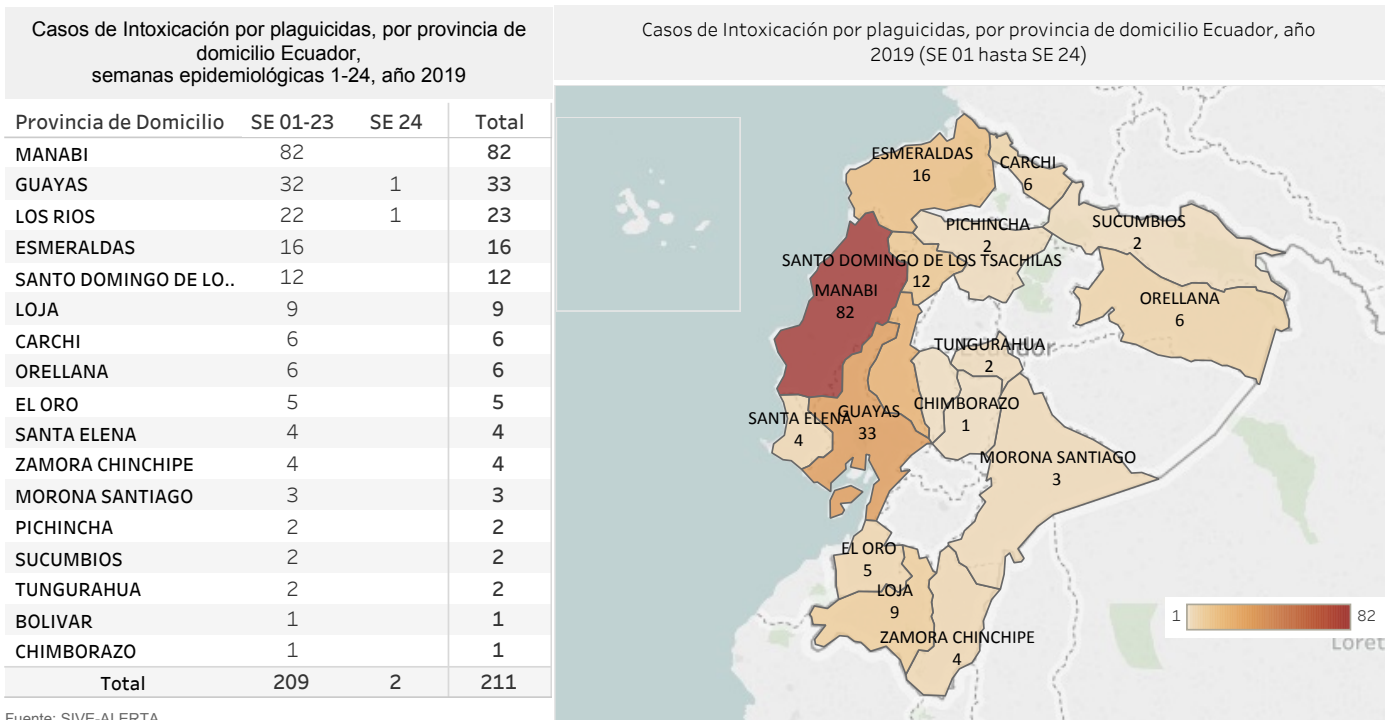 Casos de Intoxicación por plaguicidas, por provincia de
domicilio Ecuador,
semanas epidemiológicas 1-24, año 2019
Provincia de Domicilio SE 01-23 SE 24 Total
MANABI 82 82
GUAYAS 32 1 33
LOS RIOS 22 1 23
ESMERALDAS 16 16
SANTO DOMINGO DE LO.. 12 12
LOJA 9 9
CARCHI 6 6
ORELLANA 6 6
EL ORO 5 5
SANTA ELENA 4 4
ZAMORA CHINCHIPE 4 4
MORONA SANTIAGO 3 3
PICHINCHA 2 2
SUCUMBIOS 2 2
TUNGURAHUA 2 2
BOLIVAR 1 1
CHIMBORAZO 1 1
Total 209 2 211
Fuente: SIVE-ALERTA
Casos de Intoxicación por plaguicidas, por provincia de domicilio Ecuador, año
2019 (SE 01 hasta SE 24)
ESMERALDAS
16
CARCHI
6
PICHINCHA
2
SUCUMBIOS
2
SANTO DOMINGO DE LOS TSACHILAS
12
MANABI
82
ORELLANA
6
Ecuador
TUNGURAHUA
2
SANTA ELENA
4
GUAYAS
33
CHIMBORAZO
1
MORONA SANTIAGO
3
EL ORO
5
LOJA
9
ZAMORA CHINCHIPE
4
1 82
Loret